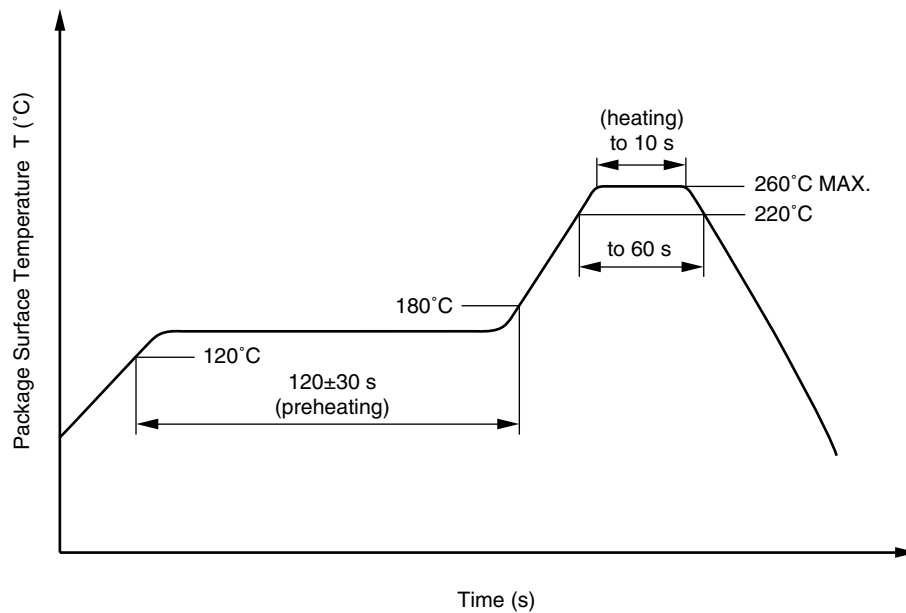 Package Surface Temperature T (˚C)
(heating)
to 10 s
260˚C MAX.
220˚C
to 60 s
180˚C
120˚C
120±30 s
(preheating)
Time (s)